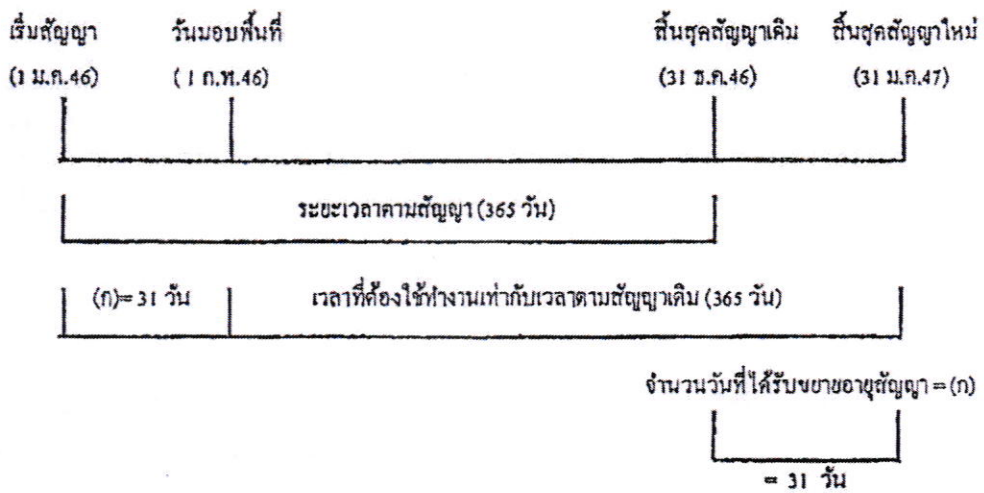 เริ่มสัญญา วันมอบพื้นที่ สิ้นสุดสัญญาเดิม สิ้นสุดสัญญาใหม่
(1 ม.ค.46) (1 ก.พ.46) (31 ธ.ค.46) (31 ม.ค.47)
ระยะเวลาตามสัญญา (365 วัน)
(ก)= 31 วัน เวลาที่ต้องใช้ทำงานเท่ากับเวลาตามสัญญาเดิม (365 วัน)
จำนวนวันที่ได้รับขยายอายุสัญญา = (ก)
= 31 วัน